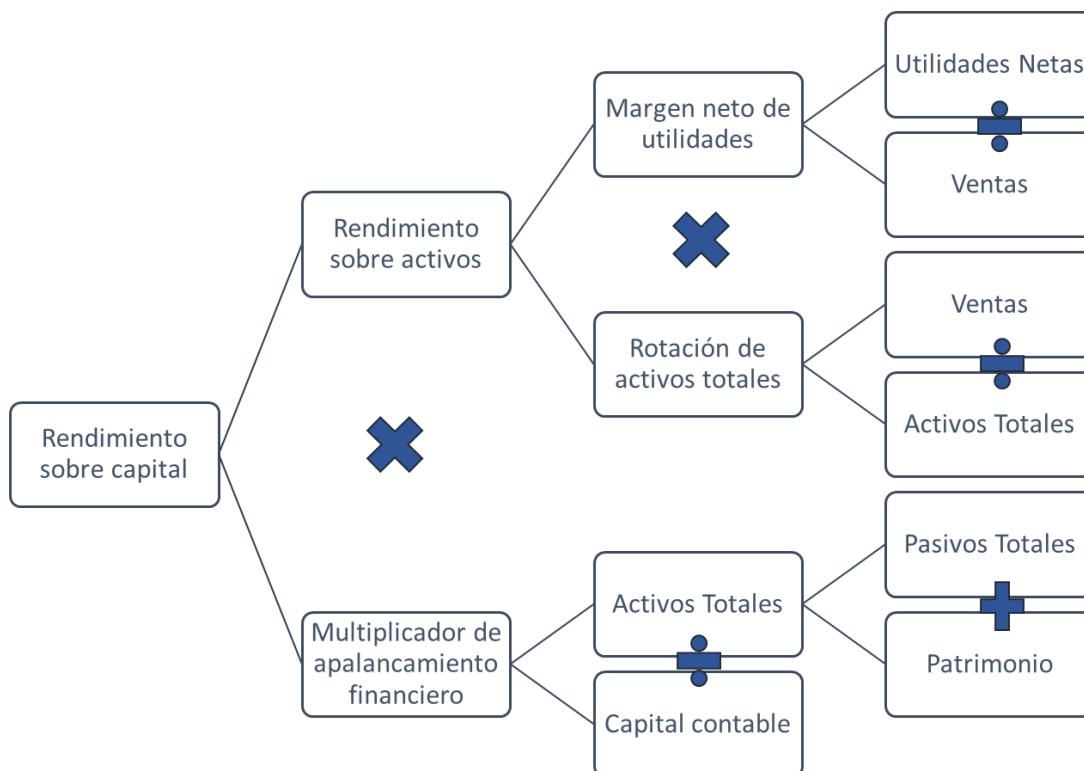 Utilidades Netas
Margen neto de
utilidades
Ventas
Rendimiento
sobre activos
Ventas
Rotación de
activos totales
Activos Totales
Rendimiento
sobre capital
Pasivos Totales
Activos Totales
Multiplicador de
apalancamiento
financiero
Patrimonio
Capital contable